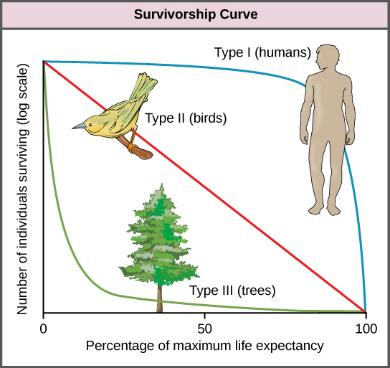 Survivorship Curve
Type I (humans)
Type II (birds)
Type III (trees)
Number of individuals surviving (log scale)
0
50
100
Percentage of maximum life expectancy